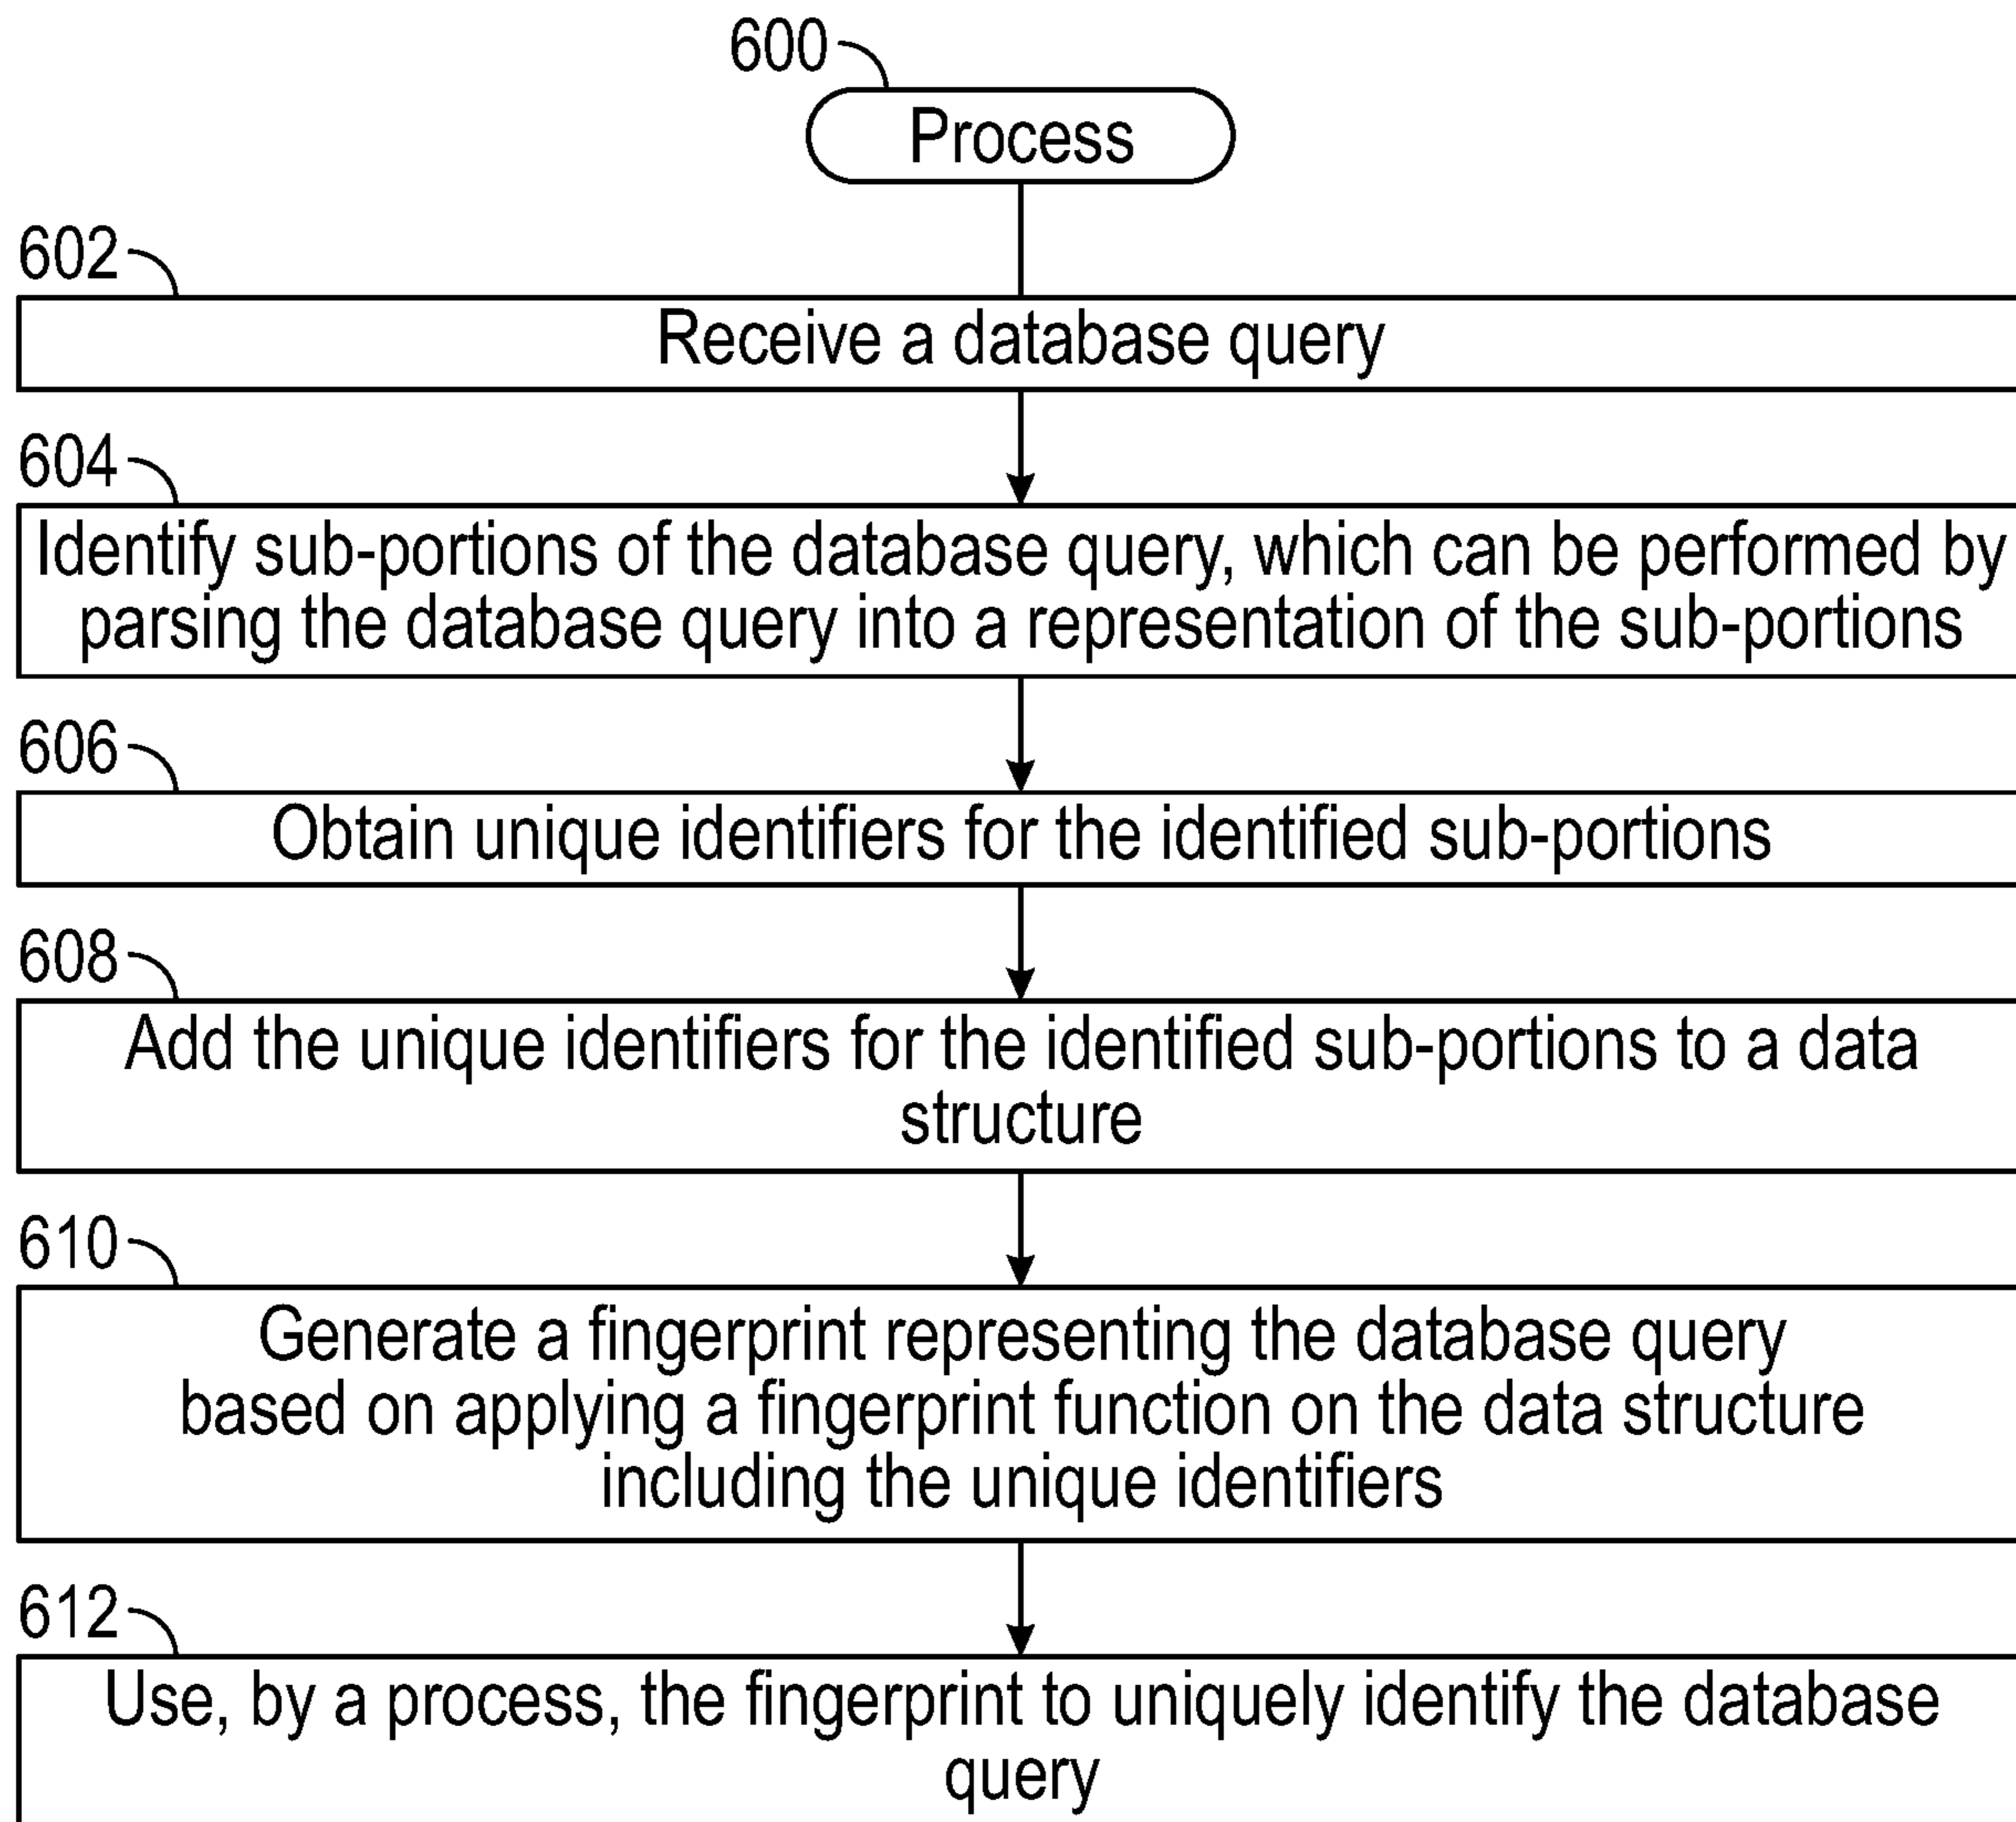 600
Process
602
Receive a database query
604
Identify sub-portions of the database query, which can be performed by
parsing the database query into a representation of the sub-portions
606
Obtain unique identifiers for the identified sub-portions
608
Add the unique identifiers for the identified sub-portions to a data
structure
610
Generate a fingerprint representing the database query
based on applying a fingerprint function on the data structure
including the unique identifiers
612
Use, by a process, the fingerprint to uniquely identify the database
query